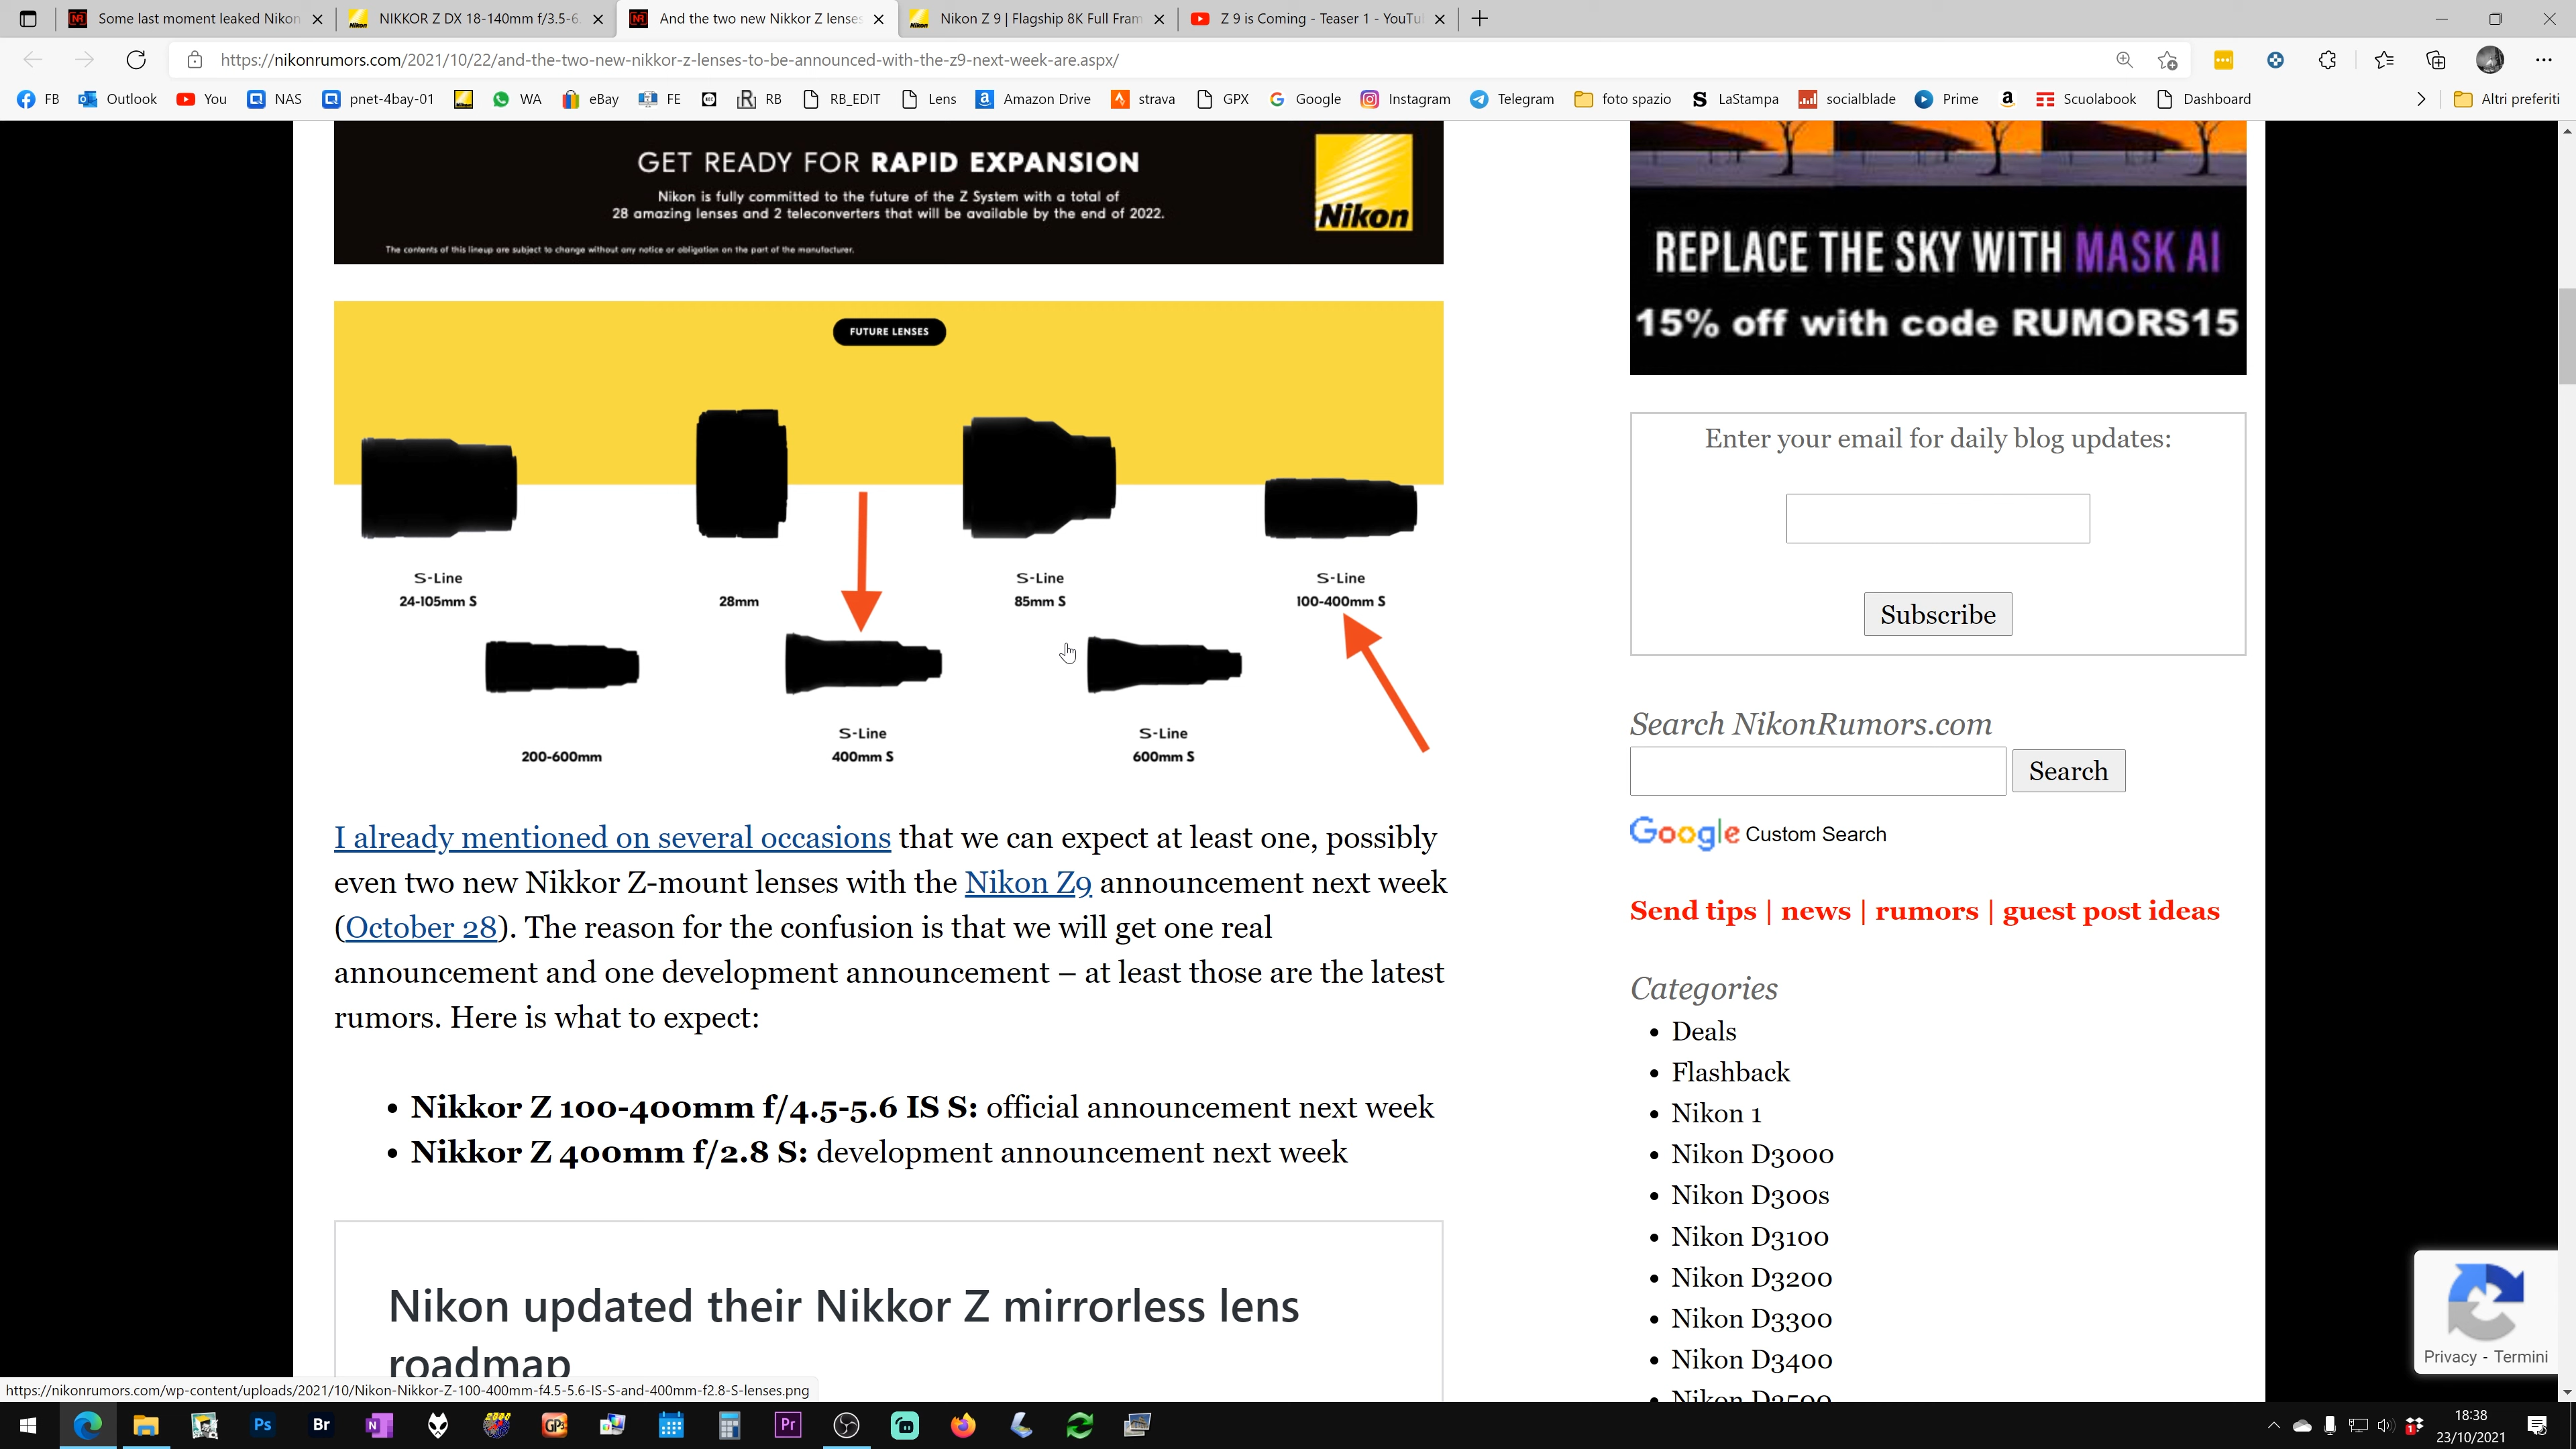 Some last moment leaked Nikon
NIKKOR Z DX 18-140mm f/3.5-6.
And the two new Nikkor Z lenses
Nikon Z 9 | Flagship 8K Full Fram
Z 9 is Coming - Teaser 1 - YouTu
https://nikonrumors.com/2021/10/22/and-the-two-new-nikkor-z-lenses-to-be-announced-with-the-z9-next-week-are.aspx/
FB Outlook You NAS pnet-4bay-01 WA eBay FE RB RB_EDIT Lens Amazon Drive strava GPX Google Instagram Telegram foto spazio LaStampa socialblade Prime Scuolabook Dashboard Altri preferiti
GET READY FOR RAPID EXPANSION
Nikon is fully committed to the future of the Z System with a total of
28 amazing lenses and 2 teleconverters that will be available by the end of 2022.
Nikon
The contents of this lineup are subject to change without any notice or obligation on the part of the manufacturer.
FUTURE LENSES
S-Line S-Line S-Line
24-105mm S 28mm 85mm S 100-400mm S
S-Line S-Line
200-600mm 400mm S 600mm S
I already mentioned on several occasions that we can expect at least one, possibly
even two new Nikkor Z-mount lenses with the Nikon Z9 announcement next week
(October 28). The reason for the confusion is that we will get one real
announcement and one development announcement – at least those are the latest
rumors. Here is what to expect:
• Nikkor Z 100-400mm f/4.5-5.6 IS S: official announcement next week
• Nikkor Z 400mm f/2.8 S: development announcement next week
Nikon updated their Nikkor Z mirrorless lens
roadmap
REPLACE THE SKY WITH MASK AI
15% off with code RUMORS15
Enter your email for daily blog updates:
Subscribe
Search NikonRumors.com
Search
Google Custom Search
Send tips | news | rumors | guest post ideas
Categories
• Deals
• Flashback
• Nikon 1
• Nikon D3000
• Nikon D300s
• Nikon D3100
• Nikon D3200
• Nikon D3300
• Nikon D3400
• Nikon D3500
Privacy - Termini
https://nikonrumors.com/wp-content/uploads/2021/10/Nikon-Nikkor-Z-100-400mm-f4.5-5.6-IS-S-and-400mm-f2.8-S-lenses.png
Ps Br N GP3 Pr
18:38
23/10/2021